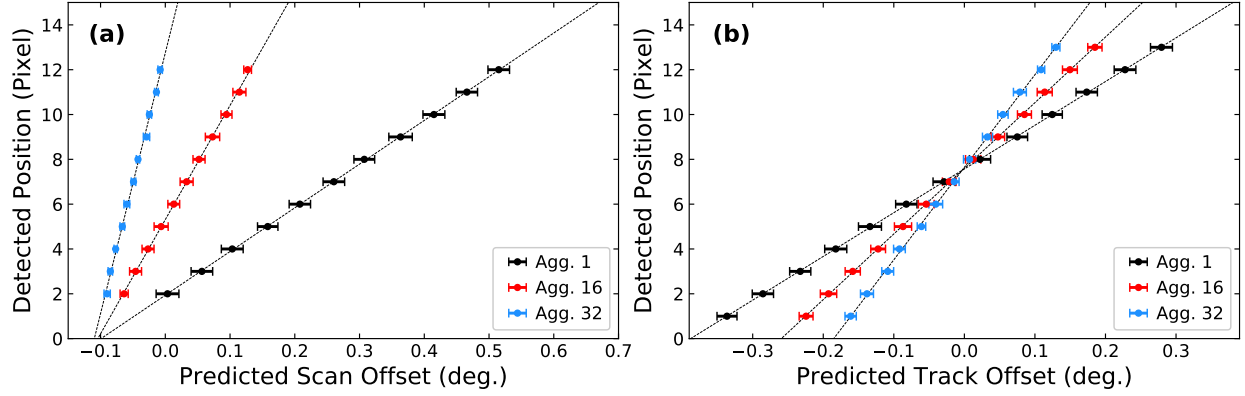 (a)
Detected Position (Pixel)
14
12
10
8
6
4
2
0
−0.1 0.0 0.1 0.2 0.3 0.4 0.5 0.6 0.7
Predicted Scan Offset (deg.)
Agg. 1
Agg. 16
Agg. 32
(b)
Detected Position (Pixel)
14
12
10
8
6
4
2
0
−0.3 −0.2 −0.1 0.0 0.1 0.2 0.3
Predicted Track Offset (deg.)
Agg. 1
Agg. 16
Agg. 32